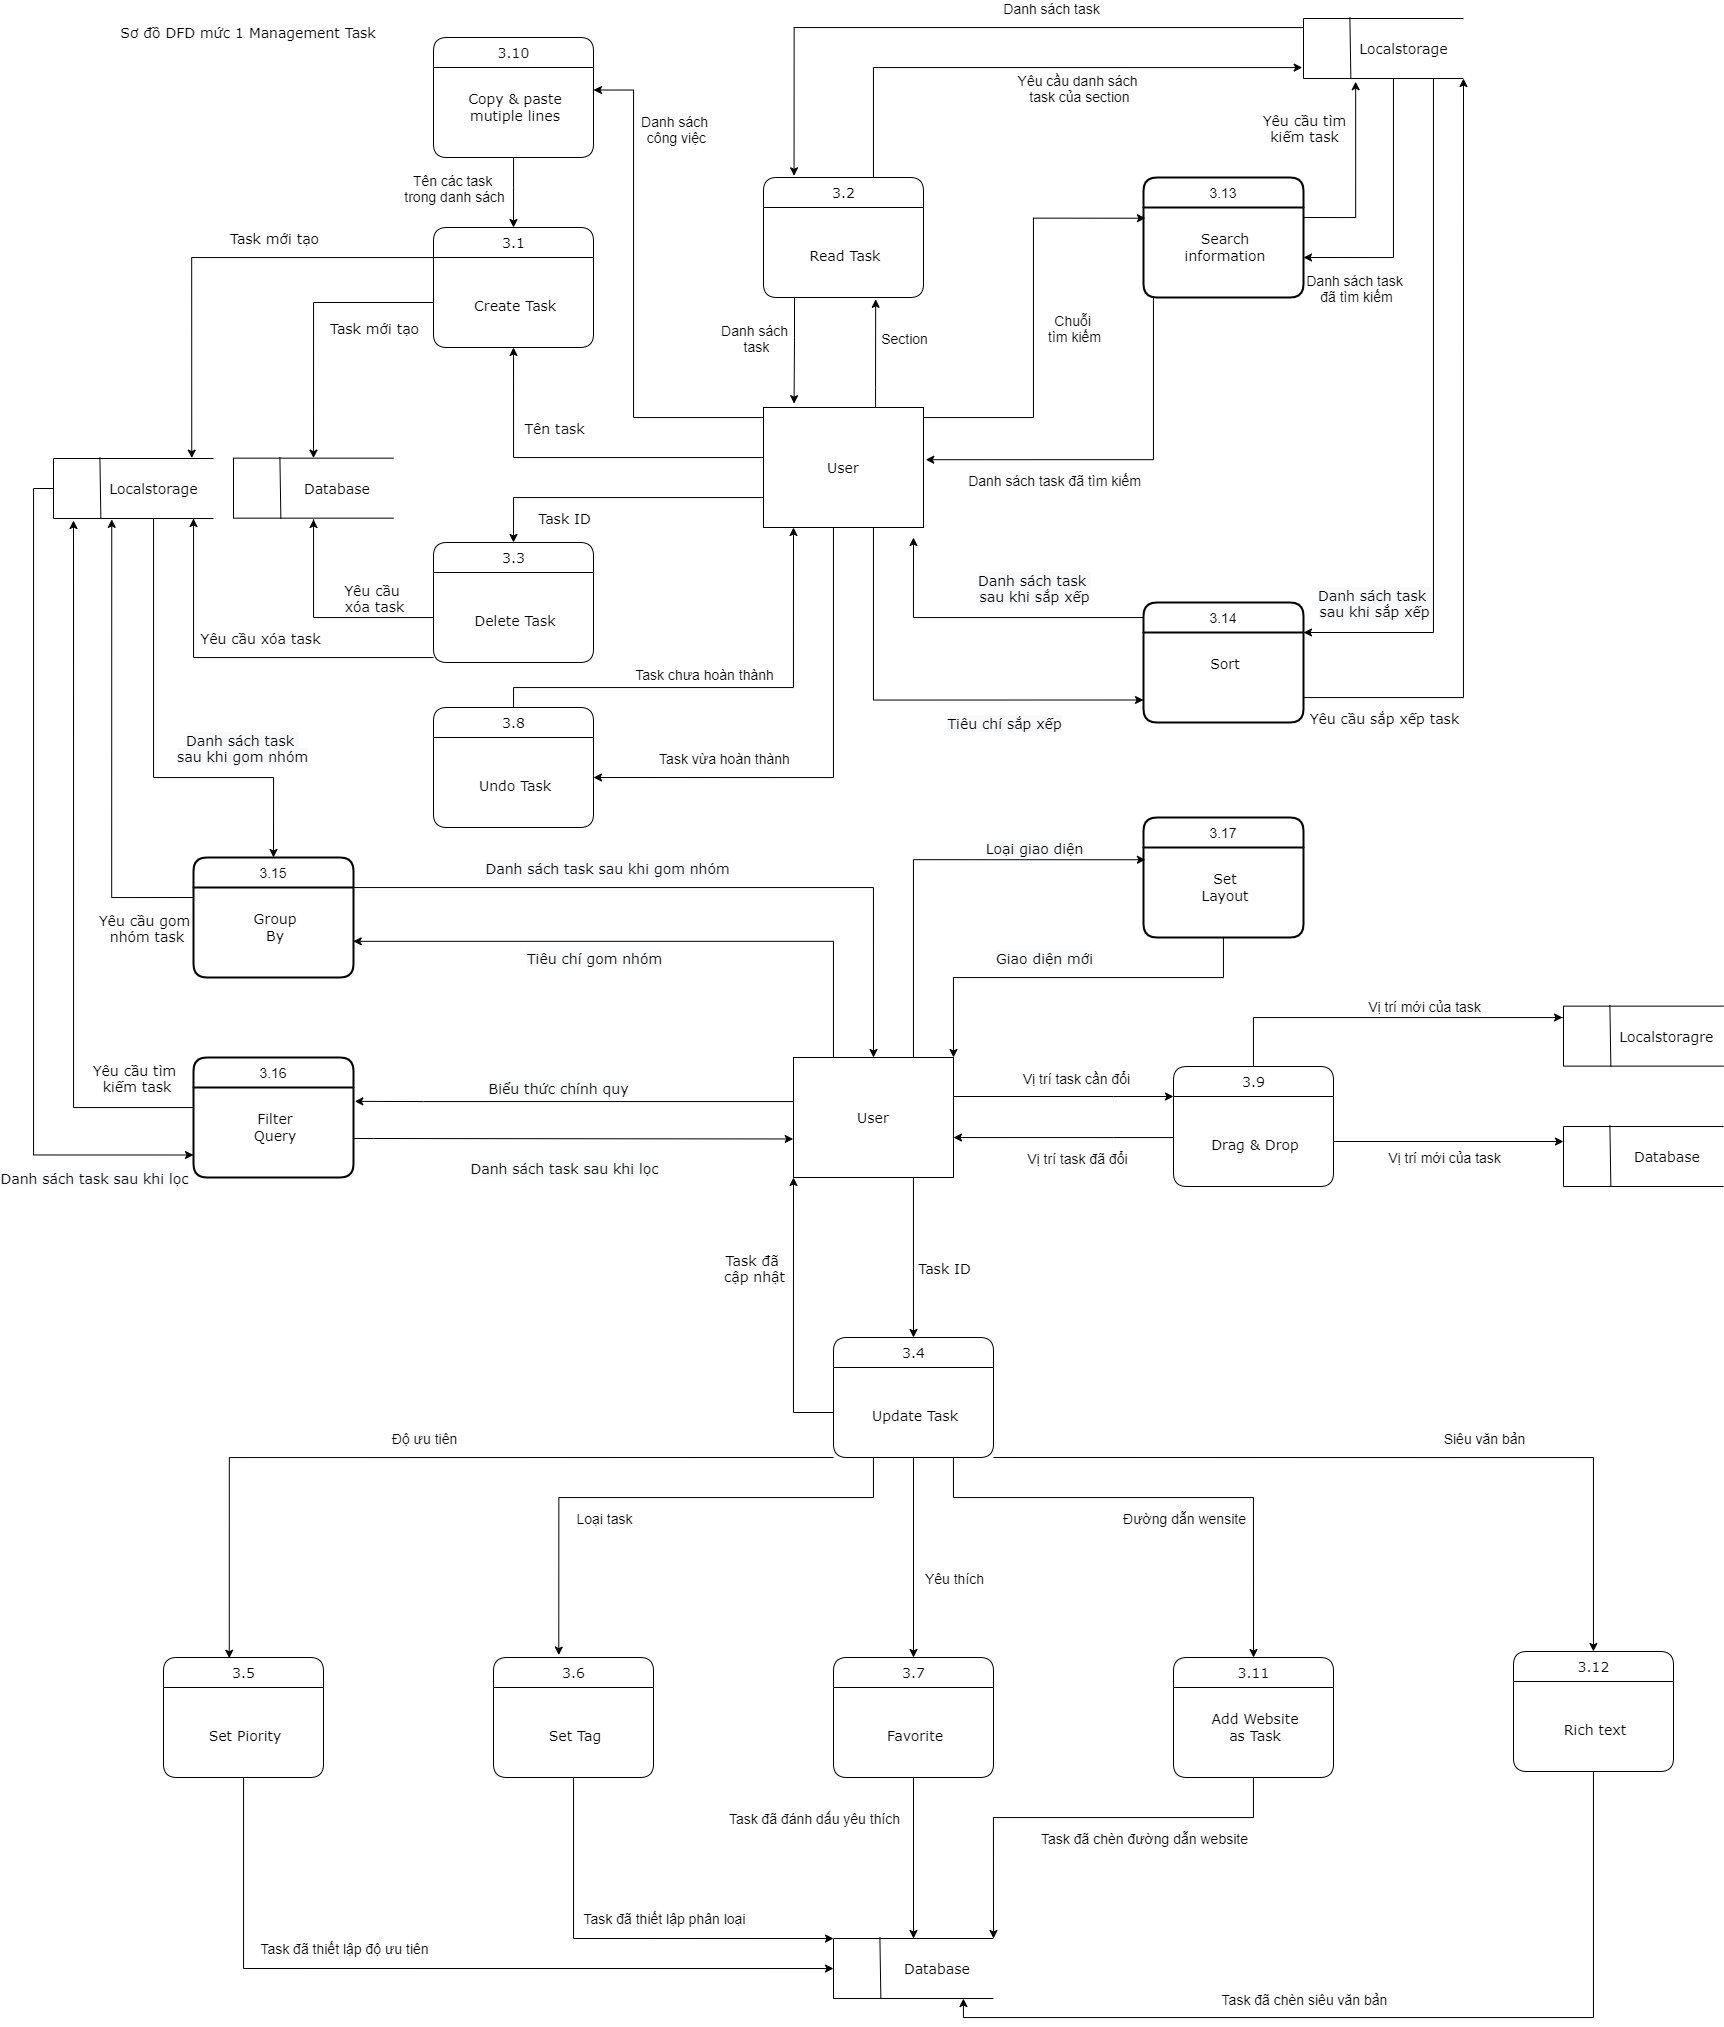 Danh sách task
Sơ đồ DFD mức 1 Management Task
3.10
Copy & paste
mutiple lines
Localstorage
Yêu cầu danh sách
task của section
Danh sách
công việc
Yêu cầu tìm
kiếm task
Tên các task
trong danh sách
3.2
Read Task
3.13
Search
information
Task mới tạo
3.1
Create Task
Task mới tạo
Danh sách task
đã tìm kiếm
Danh sách
task
Section
Chuỗi
tìm kiếm
Tên task
User
Danh sách task đã tìm kiếm
Localstorage
Database
Task ID
3.3
Delete Task
Yêu cầu
xóa task
Yêu cầu xóa task
Danh sách task
sau khi sắp xếp
Danh sách task
sau khi sắp xếp
3.14
Sort
Task chưa hoàn thành
3.8
Undo Task
Tiêu chí sắp xếp
Yêu cầu sắp xếp task
Danh sách task
sau khi gom nhóm
Task vừa hoàn thành
3.17
Set
Layout
Loại giao diện
3.15
Group
By
Danh sách task sau khi gom nhóm
Yêu cầu gom
nhóm task
Tiêu chí gom nhóm
Giao diện mới
Vị trí mới của task
Localstoragre
Yêu cầu tìm
kiếm task
3.16
Filter
Query
Biểu thức chính quy
User
Vị trí task cần đổi
3.9
Drag & Drop
Danh sách task sau khi lọc
Danh sách task sau khi lọc
Vị trí task đã đổi
Vị trí mới của task
Database
Task đã
cập nhật
Task ID
3.4
Update Task
Độ ưu tiên
Siêu văn bản
Loại task
Đường dẫn wensite
Yêu thích
3.5
Set Piority
3.6
Set Tag
3.7
Favorite
3.11
Add Website
as Task
3.12
Rich text
Task đã đánh dấu yêu thích
Task đã chèn đường dẫn website
Task đã thiết lập phân loại
Task đã thiết lập độ ưu tiên
Database
Task đã chèn siêu văn bản